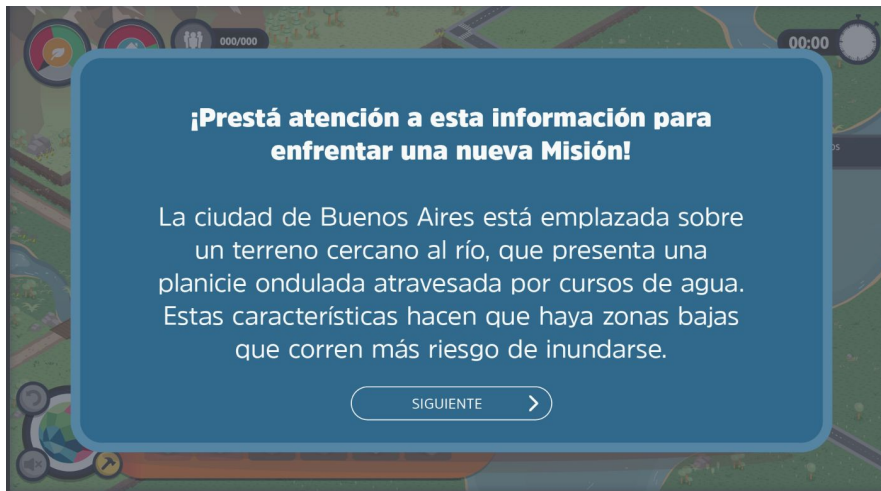 000/000
00:00
¡Prestá atención a esta información para
enfrentar una nueva Misión!
La ciudad de Buenos Aires está emplazada sobre
un terreno cercano al río, que presenta una
planicie ondulada atravesada por cursos de agua.
Estas características hacen que haya zonas bajas
que corren más riesgo de inundarse.
SIGUIENTE